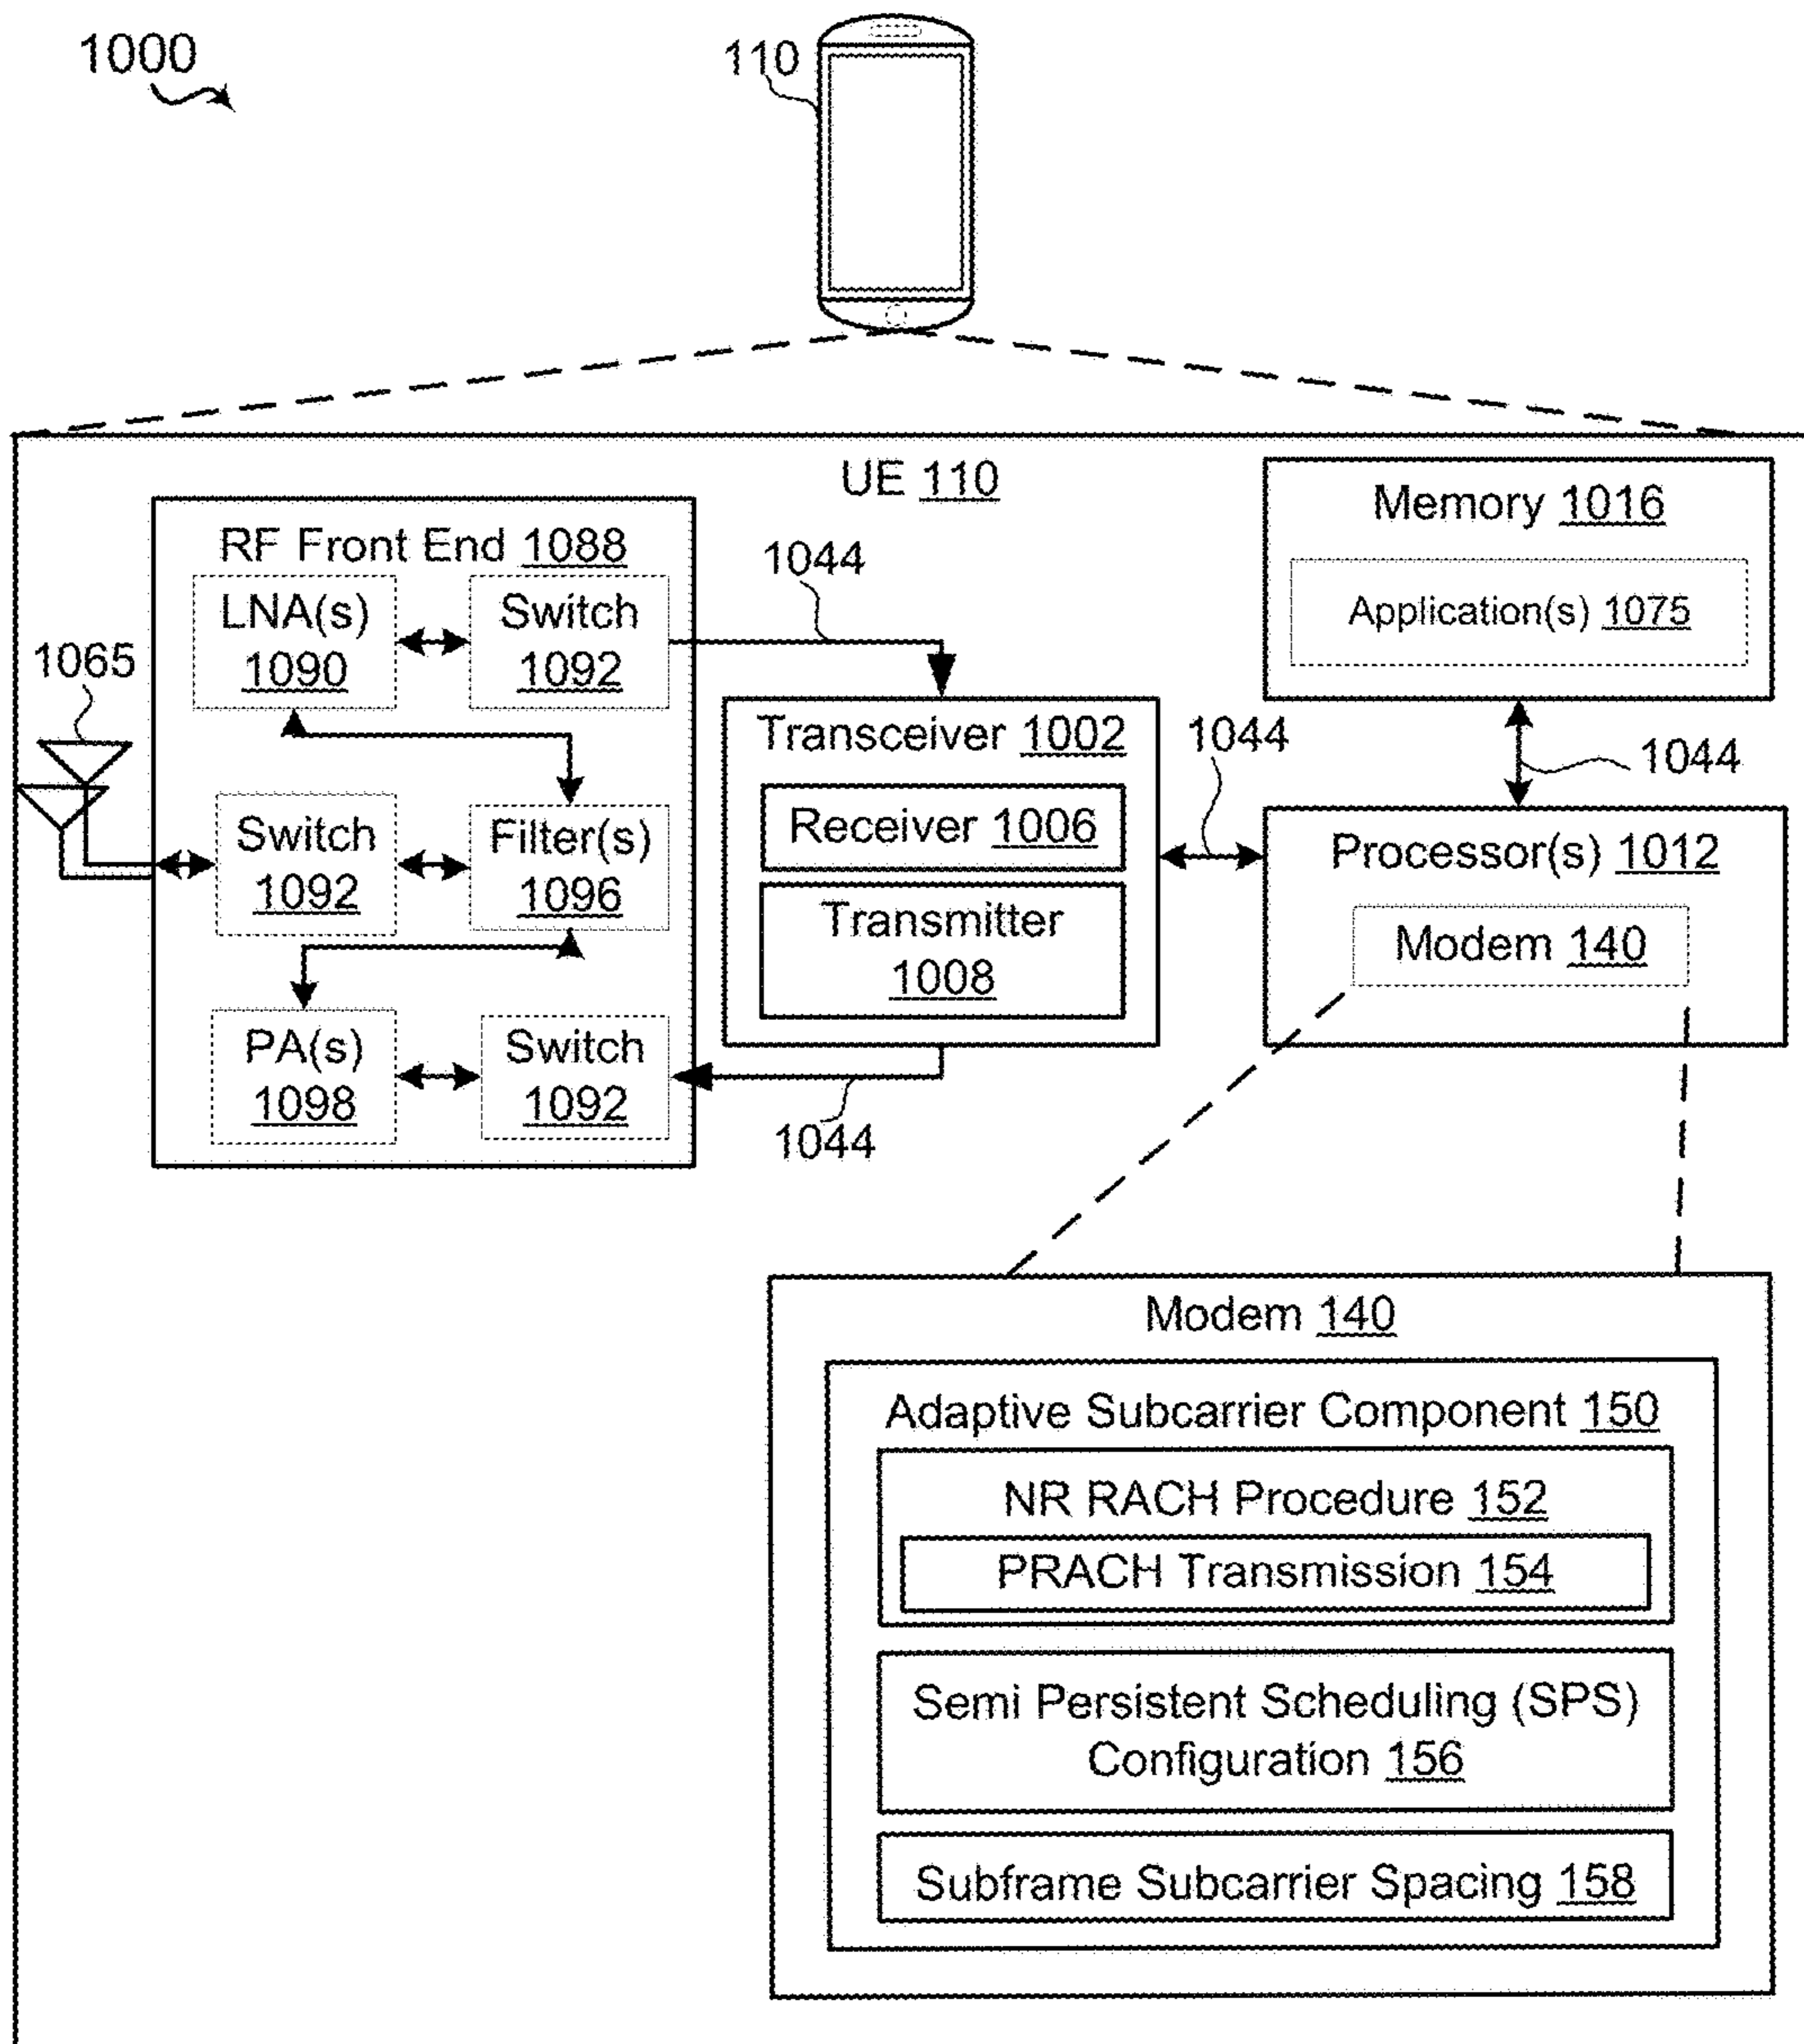 1000
110
UE 110
RF Front End 1088
LNA(s)
1090
Switch
1092
1044
1065
Switch
1092
Filter(s)
1096
PA(s)
1098
Switch
1092
1044
Transceiver 1002
Receiver 1006
Transmitter
1008
1044
Memory 1016
Application(s) 1075
1044
Processor(s) 1012
Modem 140
Modem 140
Adaptive Subcarrier Component 150
NR RACH Procedure 152
PRACH Transmission 154
Semi Persistent Scheduling (SPS)
Configuration 156
Subframe Subcarrier Spacing 158